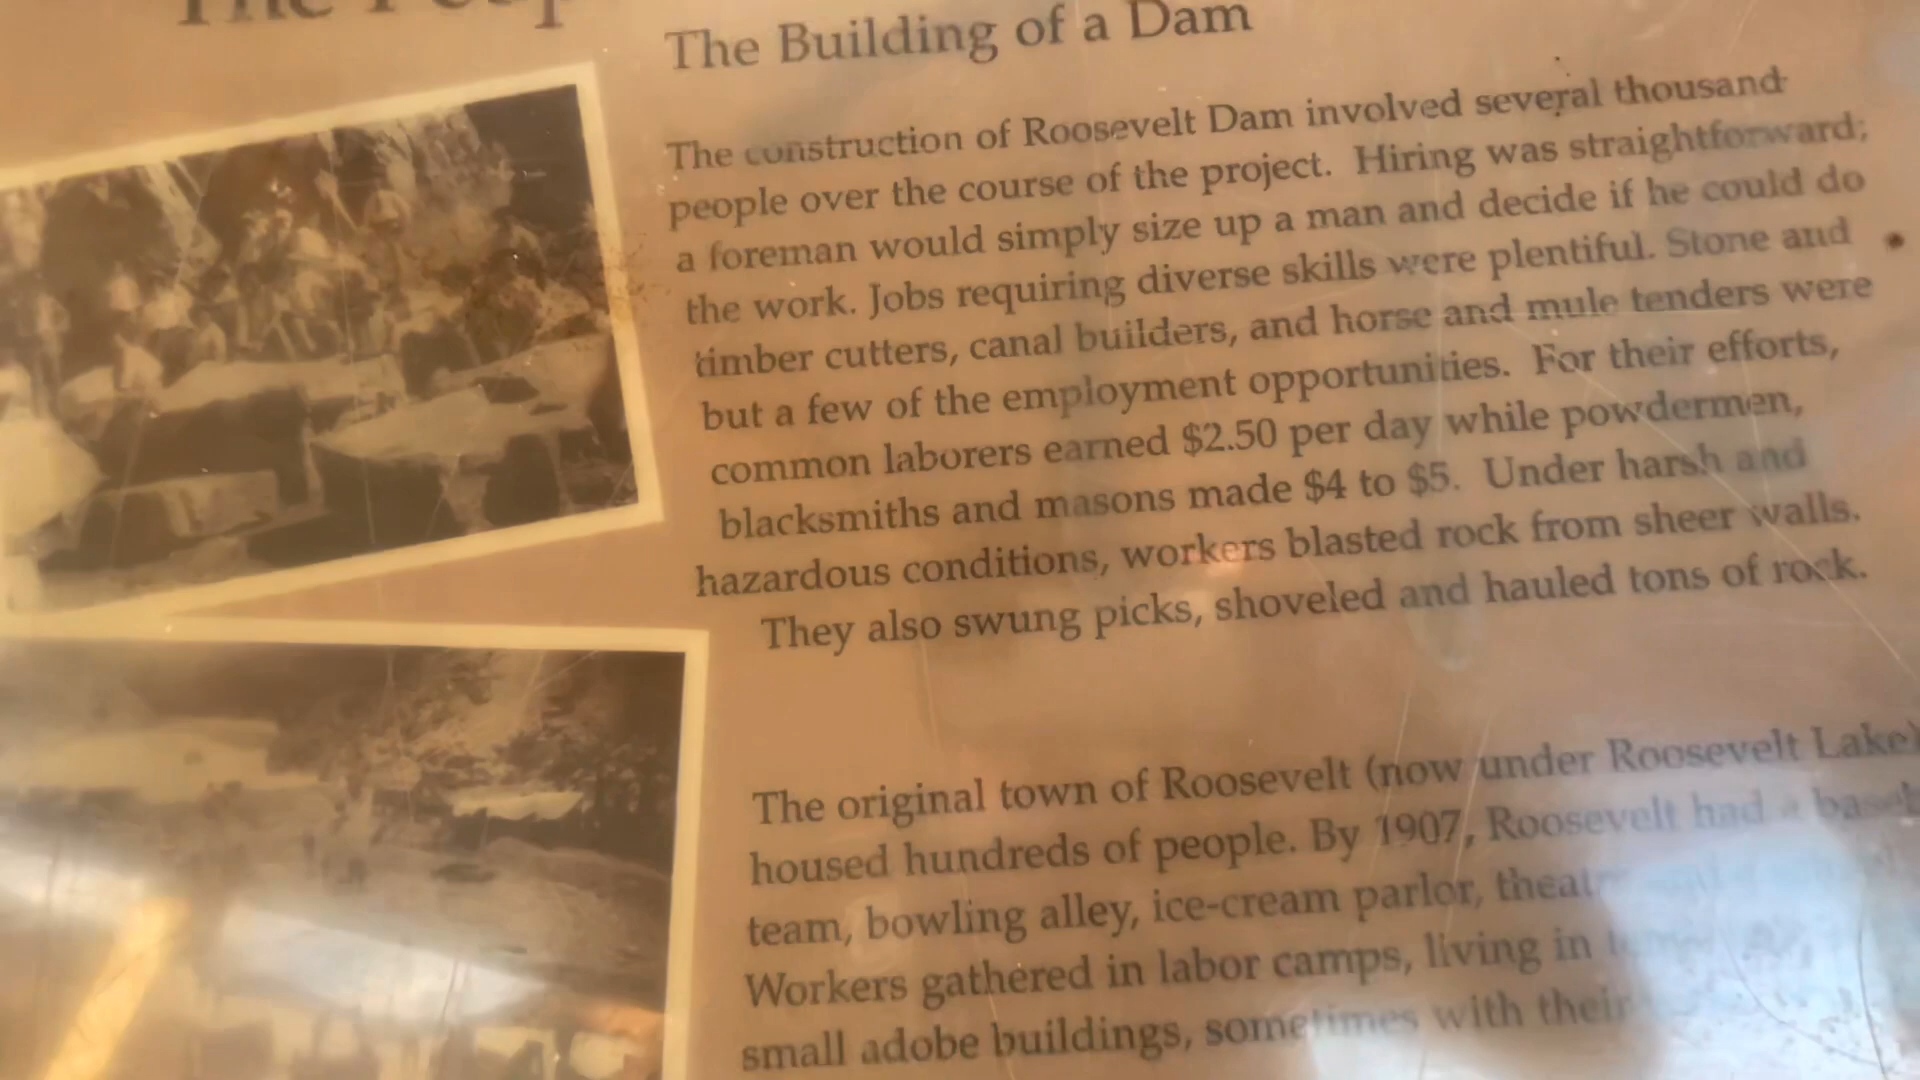 The
The Building of a Dam
The construction of Roosevelt Dam involved several thousand
people over the course of the project. Hiring was straightforward;
a foreman would simply size up a man and decide if he could do
the work. Jobs requiring diverse skills were plentiful. Stone and
timber cutters, canal builders, and horse and mule tenders were
but a few of the employment opportunities. For their efforts,
common laborers earned $2.50 per day while powdermen,
blacksmiths and masons made $4 to $5. Under harsh and
hazardous conditions, workers blasted rock from sheer walls.
They also swung picks, shoveled and hauled tons of rock.
The original town of Roosevelt (now under Roosevelt Lake)
housed hundreds of people. By 1907, Roosevelt had a
team, bowling alley, ice-cream parlor,
Workers gathered in labor camps, living in
small adobe buildings, sometimes with their